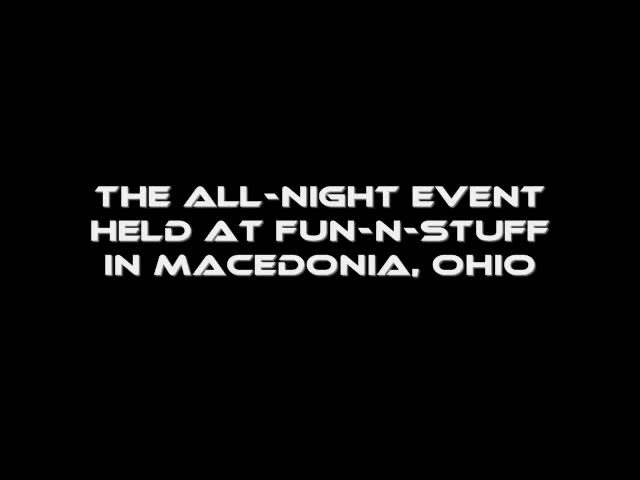 THE ALL-NIGHT EVENT
HELD AT FUN-N-STUFF
IN MACEDONIA, OHIO